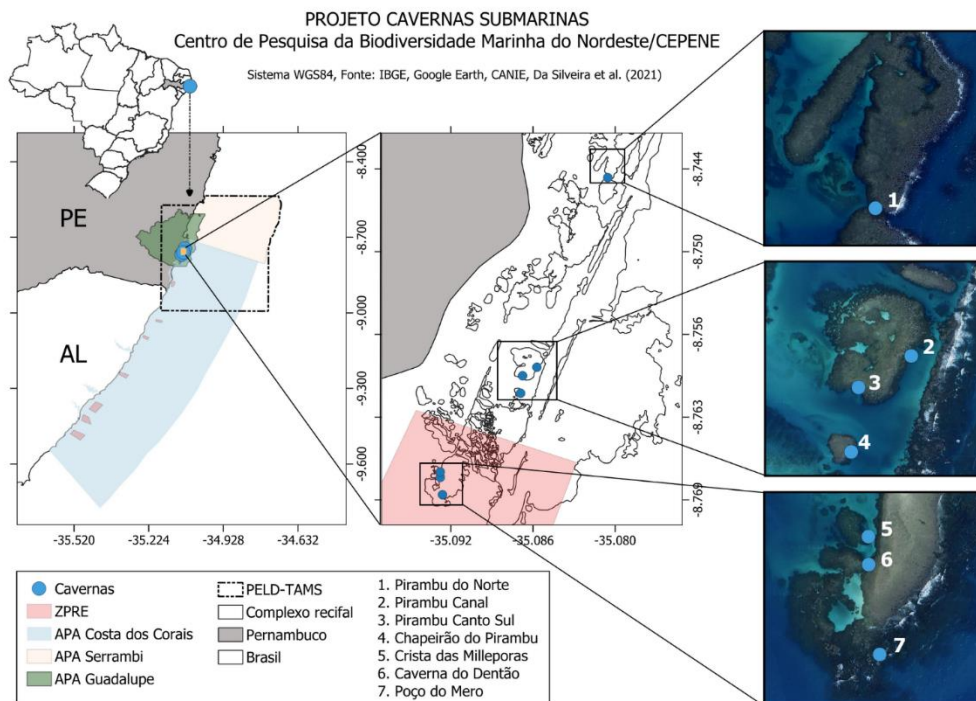 PROJETO CAVERNAS SUBMARINAS
Centro de Pesquisa da Biodiversidade Marinha do Nordeste/CEPENE
Sistema WGS84, Fonte: IBGE, Google Earth, CANIE, Da Silveira et al. (2021)
PE
AL
-8.400
-8.700
-9.000
-9.300
-9.600
-35.520
-35.224
-34.928
-34.632
-8.744
-8.750
-8.756
-8.763
-8.769
-35.092
-35.086
-35.080
1
2
3
4
5
6
7
Cavernas
ZPRE
APA Costa dos Corais
APA Serrambi
APA Guadalupe
PELD-TAMS
Complexo recifal
Pernambuco
Brasil
1. Pirambu do Norte
2. Pirambu Canal
3. Pirambu Canto Sul
4. Chapeirão do Pirambu
5. Crista das Milleporas
6. Caverna do Dentão
7. Poço do Mero